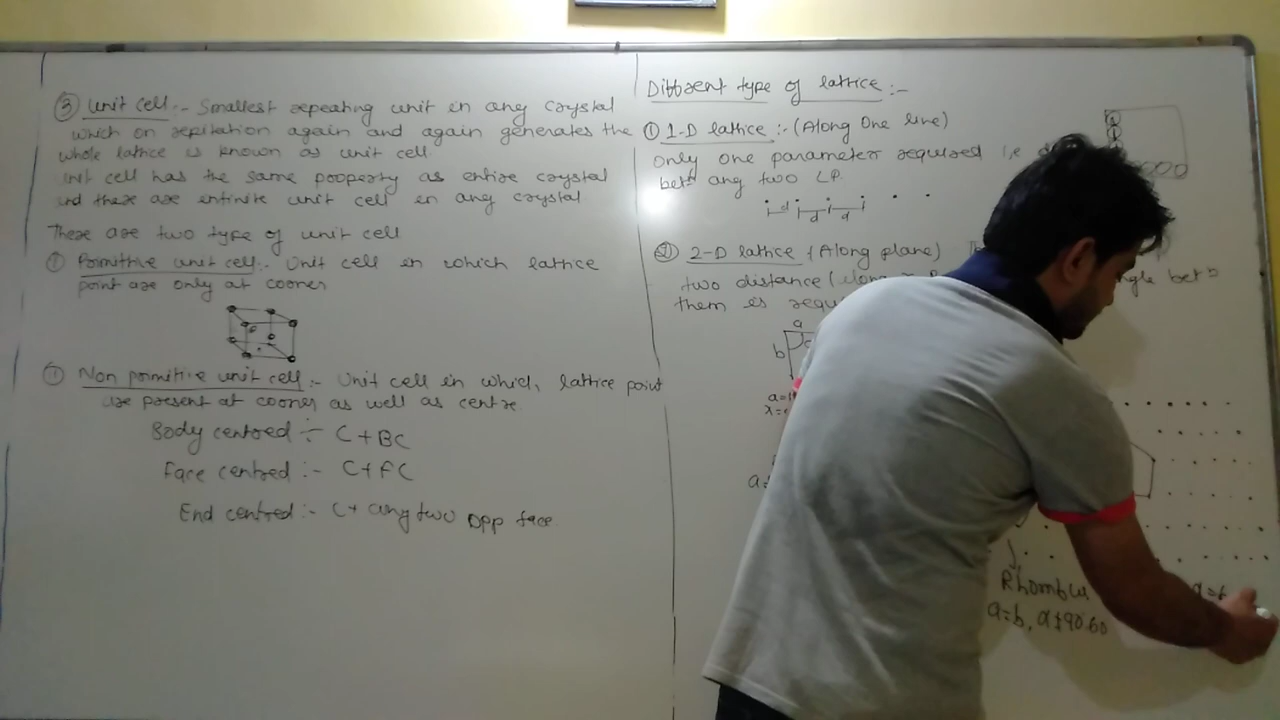 ③ Unit cell:- Smallest repeating unit in any crystal
which on repitation again and again generates the
whole lattice is known as unit cell.
unit cell has the same property as entire crystal
and there are infinite unit cell in any crystal
There are two type of unit cell
① Primitive unit cell:- Unit cell in which lattice
point are only at corner
① Non primitive unit cell:- Unit cell in which, lattice point
are present at corner as well as centre.
Body centred :- C+BC
Face centred :- C+FC
End centred :- C+ any two opp face
Different type of lattice :-
① 1-D lattice :- (Along One line)
only one parameter required i.e
betn any two LP.
d d d
② 2-D lattice (Along plane)
two distance (along angle betn
them is
a
b
a=
Rhombus
a=b, α≠90,60
a=b